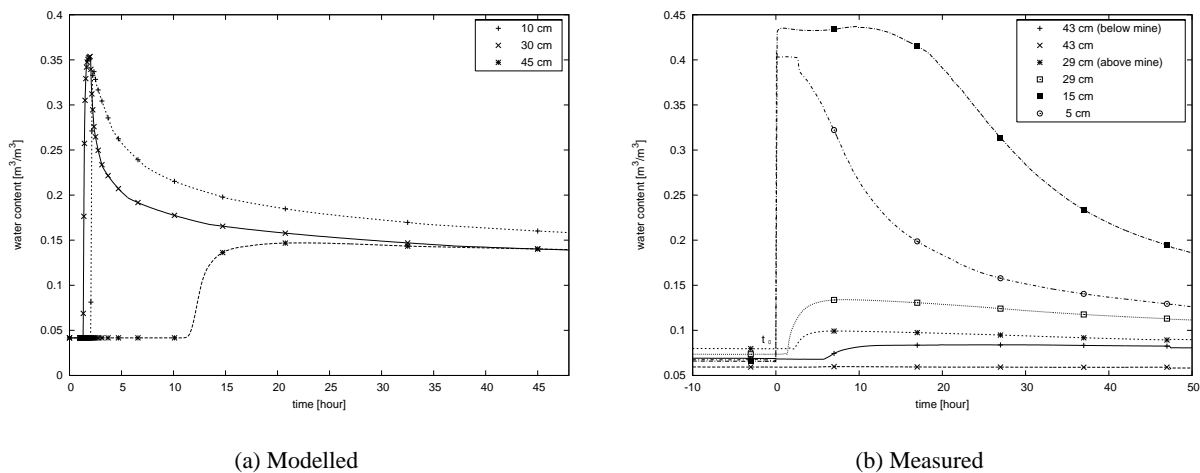 0.4
0.35
0.3
0.25
0.2
0.15
0.1
0.05
0
water content [m³/m³]
0 5 10 15 20 25 30 35 40 45
time [hour]
10 cm
30 cm
45 cm
(a) Modelled
0.45
0.4
0.35
0.3
0.25
0.2
0.15
0.1
0.05
water content [m³/m³]
-10 0 10 20 30 40 50
time [hour]
43 cm (below mine)
43 cm
29 cm (above mine)
29 cm
15 cm
5 cm
t₀
(b) Measured